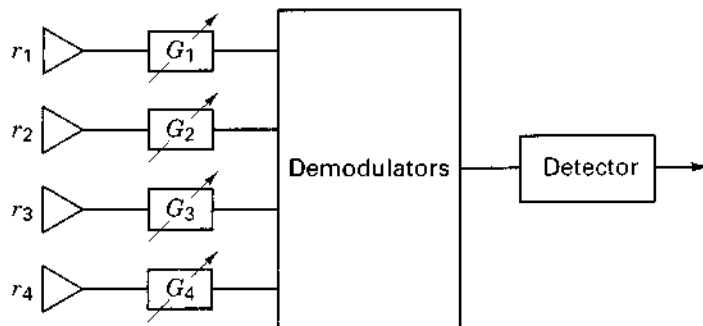 r1 G1
r2 G2
Demodulators Detector
r3 G3
r4 G4